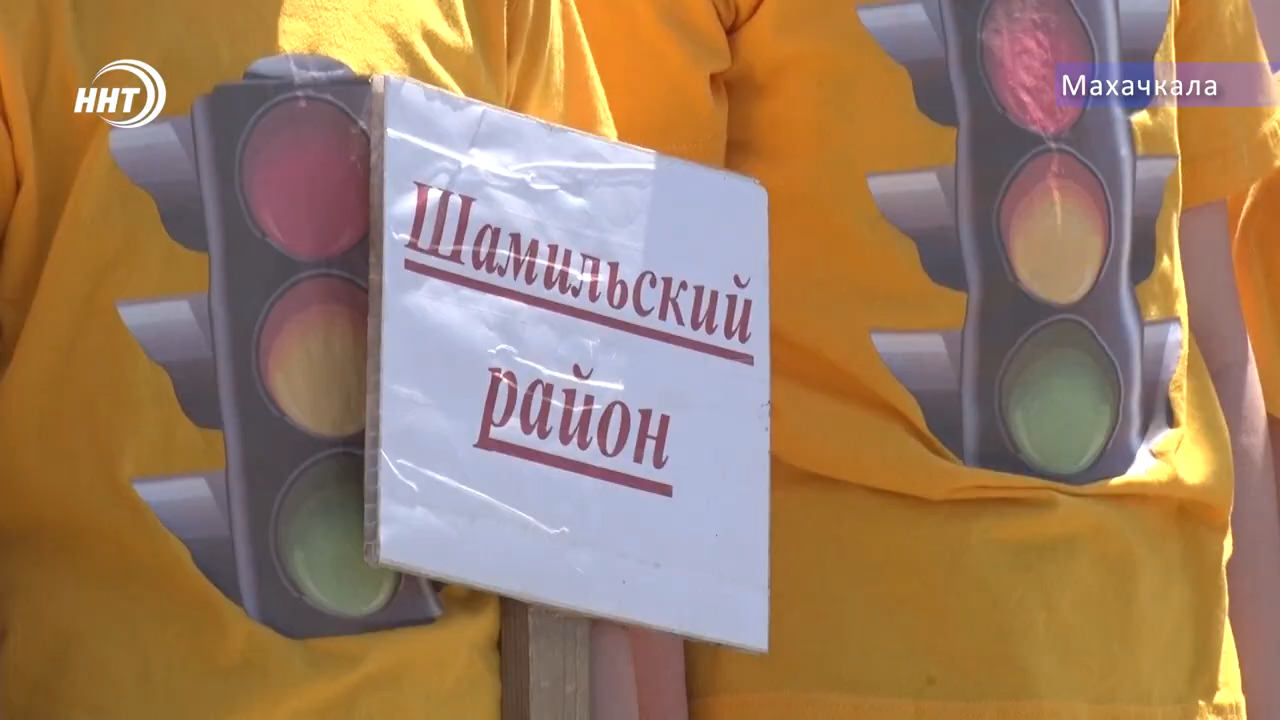 ННТ
Махачкала
Шамильский
район